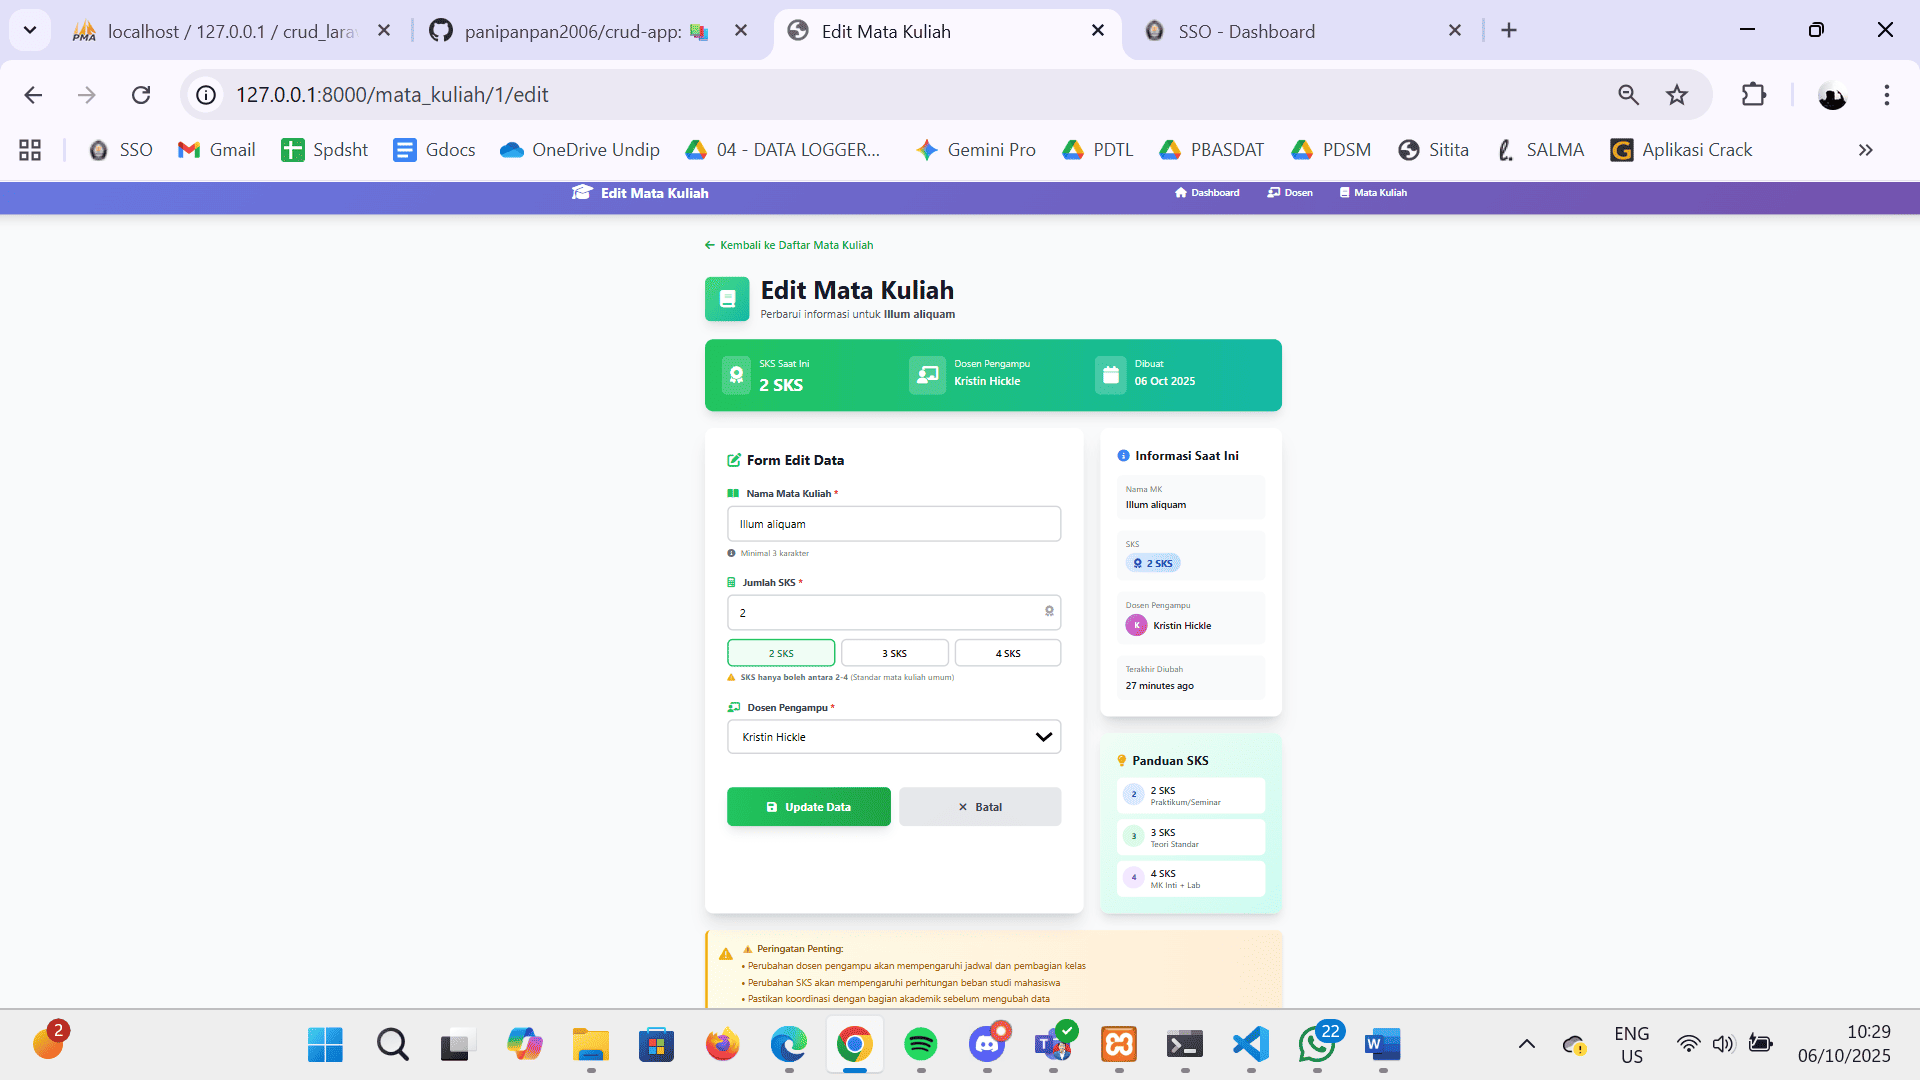 localhost / 127.0.0.1 / crud_lara
panipanpan2006/crud-app:
Edit Mata Kuliah
SSO - Dashboard
127.0.0.1:8000/mata_kuliah/1/edit
SSO
Gmail
Spdsht
Gdocs
OneDrive Undip
04 - DATA LOGGER...
Gemini Pro
PDTL
PBASDAT
PDSM
Sitita
SALMA
Aplikasi Crack
Edit Mata Kuliah
Dashboard
Dosen
Mata Kuliah
Kembali ke Daftar Mata Kuliah
Edit Mata Kuliah
Perbarui informasi untuk Illum aliquam
SKS Saat Ini
2 SKS
Dosen Pengampu
Kristin Hickle
Dibuat
06 Oct 2025
Form Edit Data
Nama Mata Kuliah *
Illum aliquam
Minimal 3 karakter
Jumlah SKS *
2
2 SKS
3 SKS
4 SKS
SKS hanya boleh antara 2-4 (Standar mata kuliah umum)
Dosen Pengampu *
Kristin Hickle
Update Data
Batal
Informasi Saat Ini
Nama MK
Illum aliquam
SKS
2 SKS
Dosen Pengampu
K
Kristin Hickle
Terakhir Diubah
27 minutes ago
Panduan SKS
2
2 SKS
Praktikum/Seminar
3
3 SKS
Teori Standar
4
4 SKS
MK Inti + Lab
Peringatan Penting:
• Perubahan dosen pengampu akan mempengaruhi jadwal dan pembagian kelas
• Perubahan SKS akan mempengaruhi perhitungan beban studi mahasiswa
• Pastikan koordinasi dengan bagian akademik sebelum mengubah data
2
22
ENG
US
10:29
06/10/2025